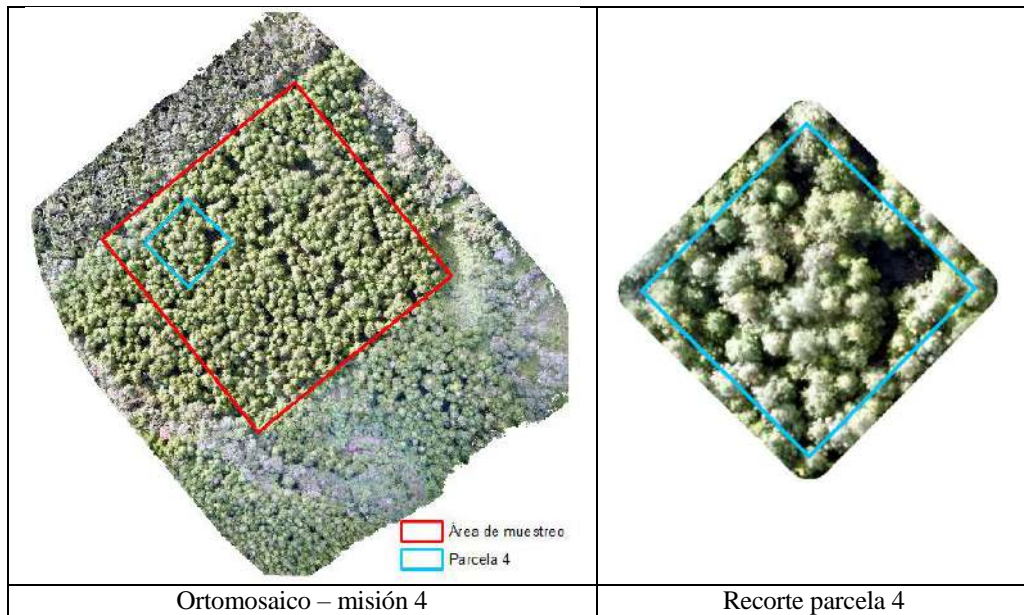 Área de muestreo
Parcela 4
Ortomosaico – misión 4
Recorte parcela 4